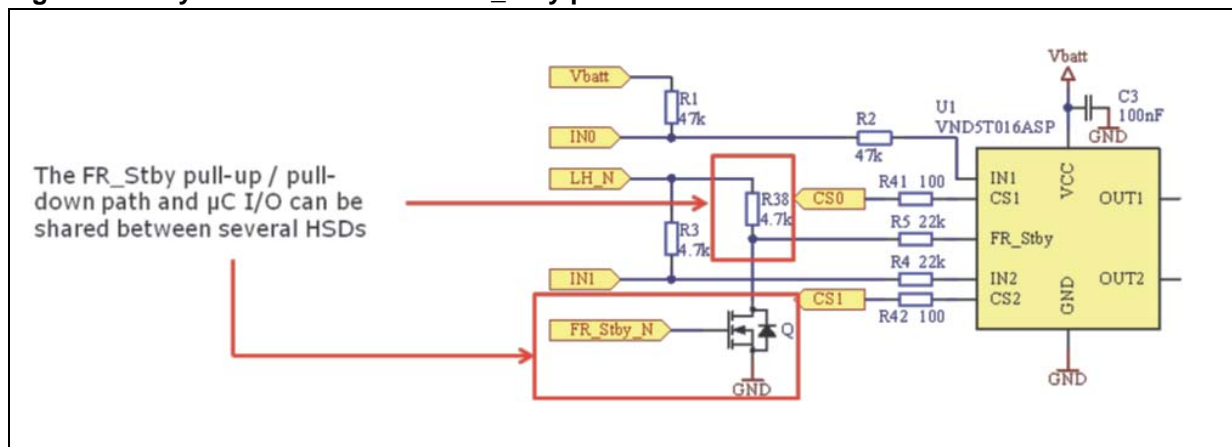 The FR_Stby pull-up / pull-
down path and µC I/O can be
shared between several HSDs
Vbatt
R1
47k
IN0
R2
47k
LH_N
R38
4.7k
R3
4.7k
IN1
FR_Stby_N
Q
GND
CS0
R41 100
R5 22k
R4 22k
CS1
R42 100
Vbatt
C3
100nF
GND
U1
VND5T016ASP
IN1
CS1
FR_Stby
IN2
CS2
VCC
GND
OUT1
OUT2
GND